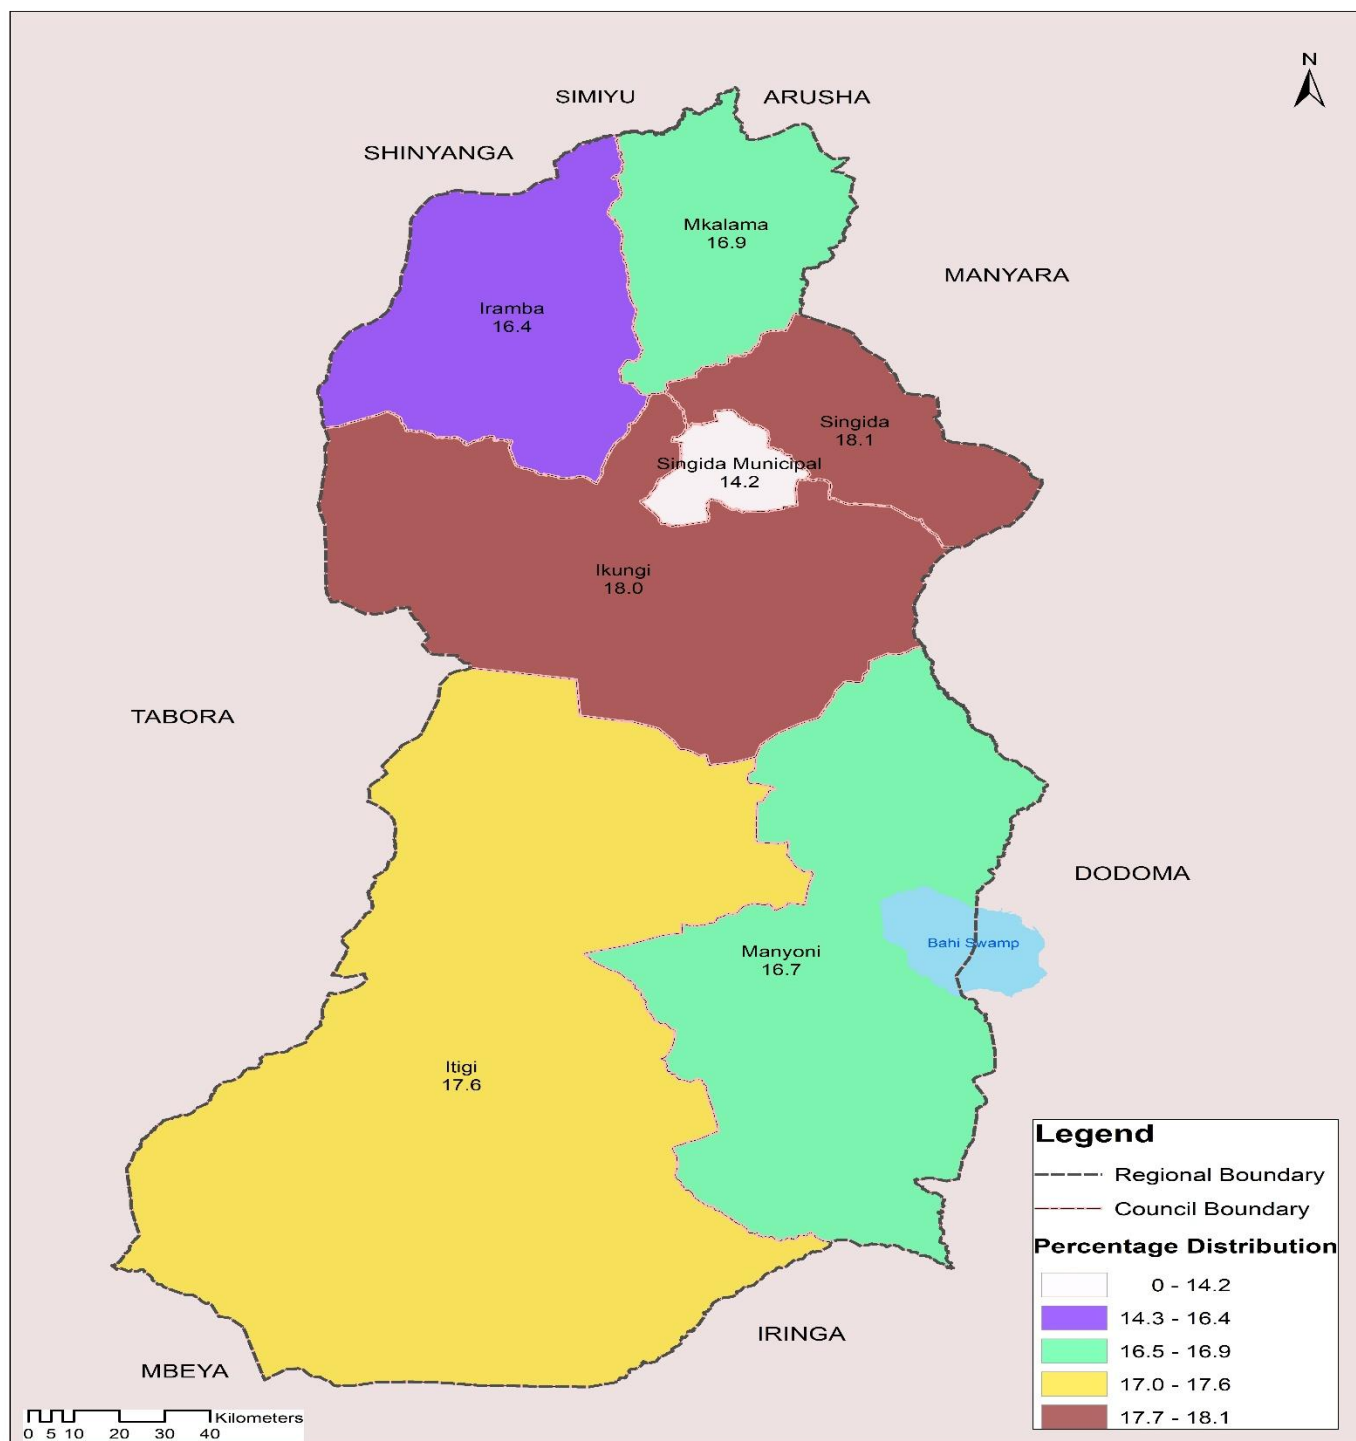 N
SIMIYU
ARUSHA
SHINYANGA
Mkalama
16.9
MANYARA
Iramba
16.4
Singida
18.1
Singida Municipal
14.2
Ikungi
18.0
TABORA
DODOMA
Bahi Swamp
Manyoni
16.7
Itigi
17.6
IRINGA
MBEYA
Legend
Regional Boundary
Council Boundary
Percentage Distribution
0 - 14.2
14.3 - 16.4
16.5 - 16.9
17.0 - 17.6
17.7 - 18.1
Kilometers
0 5 10 20 30 40